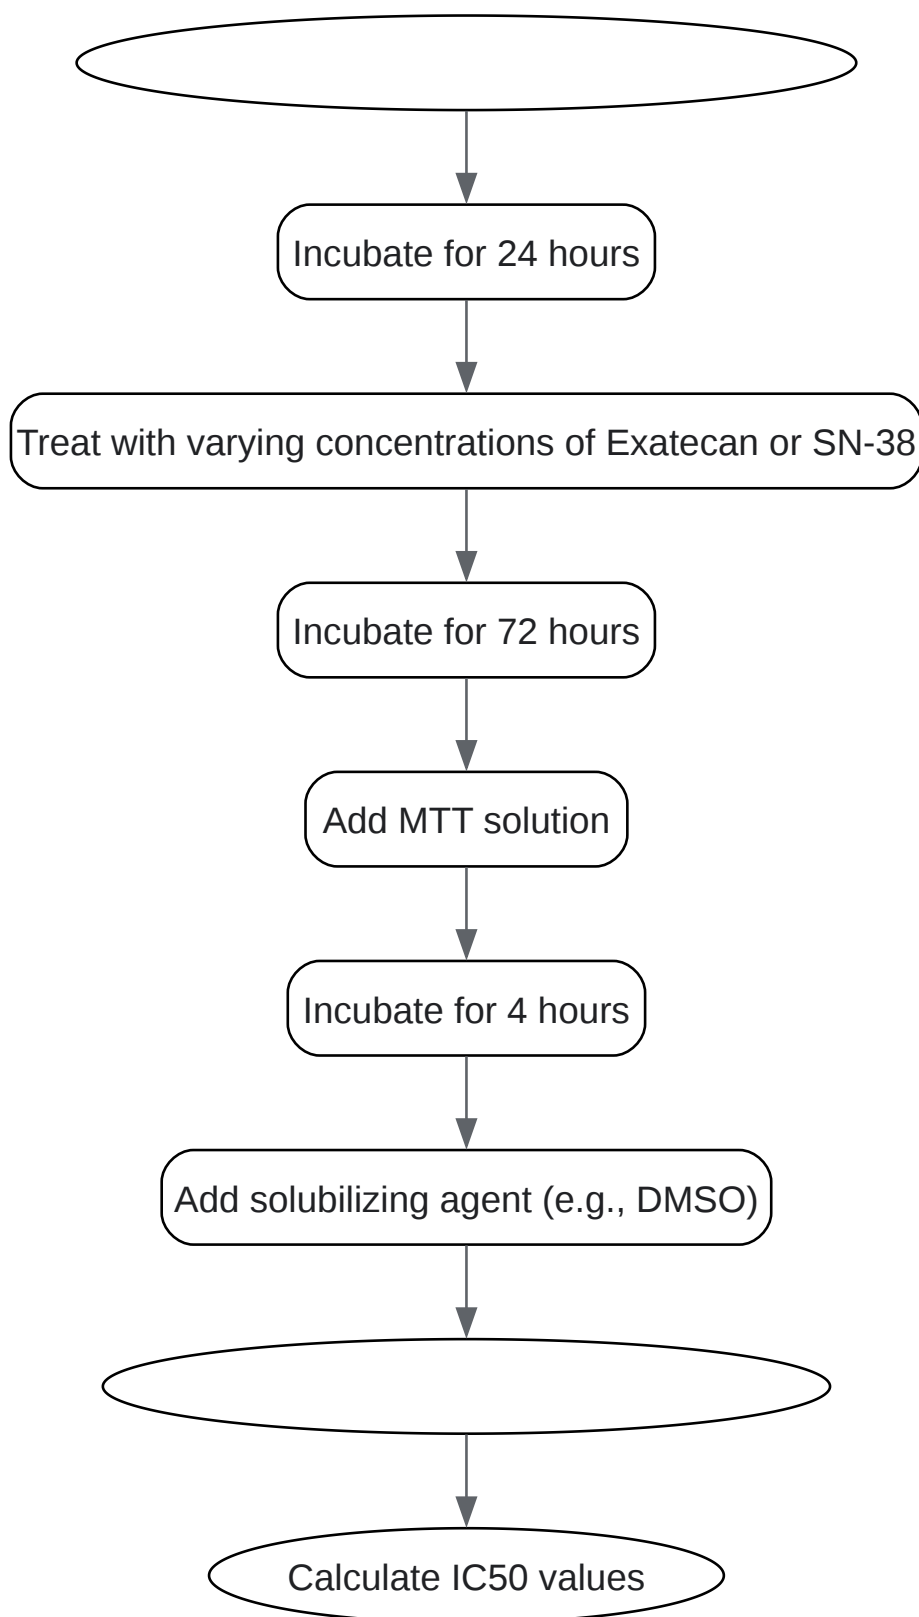 Incubate for 24 hours
Treat with varying concentrations of Exatecan or SN-38
Incubate for 72 hours
Add MTT solution
Incubate for 4 hours
Add solubilizing agent (e.g., DMSO)
Calculate IC50 values